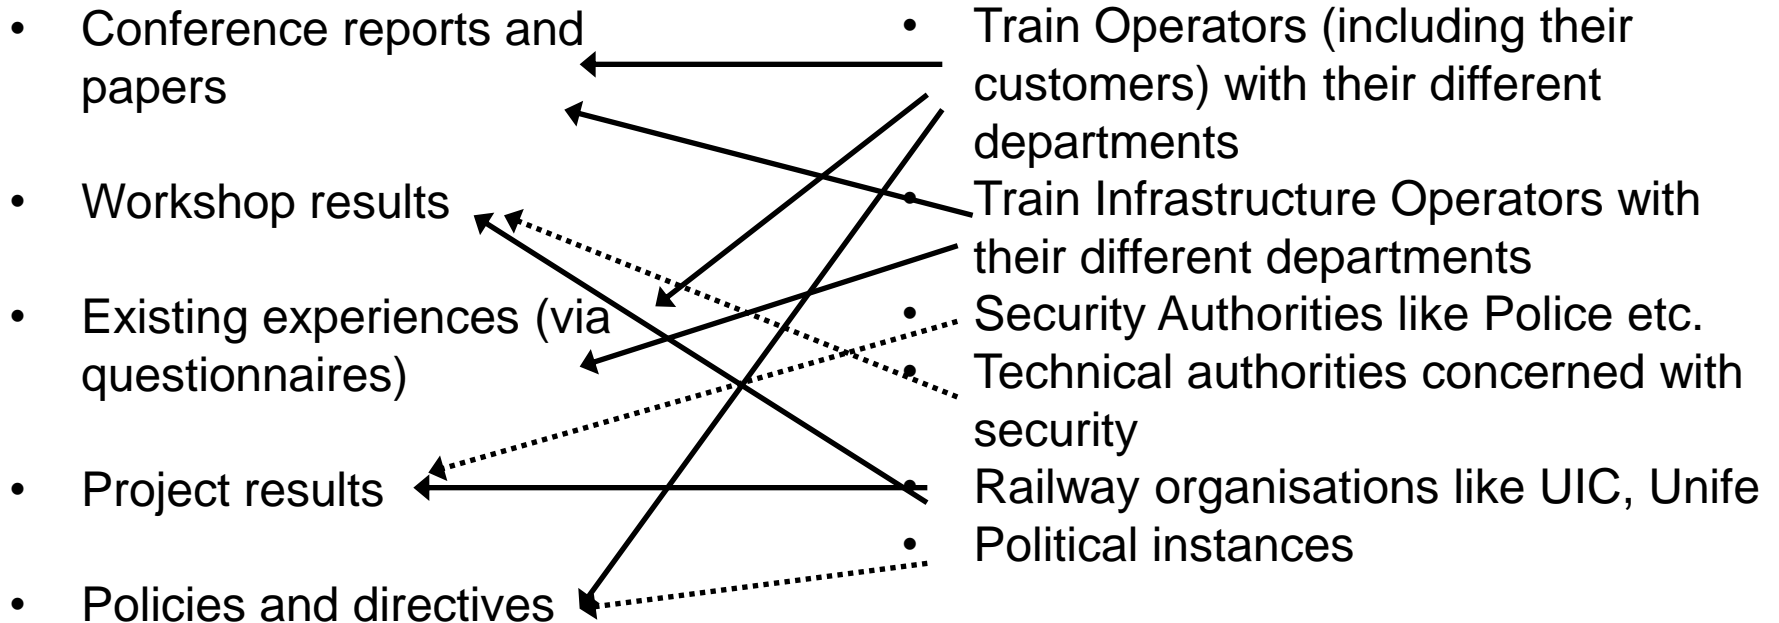 • Conference reports and
papers
• Workshop results
• Existing experiences (via
questionnaires)
• Project results
• Policies and directives
• Train Operators (including their
customers) with their different
departments
• Train Infrastructure Operators with
their different departments
• Security Authorities like Police etc.
• Technical authorities concerned with
security
• Railway organisations like UIC, Unife
• Political instances